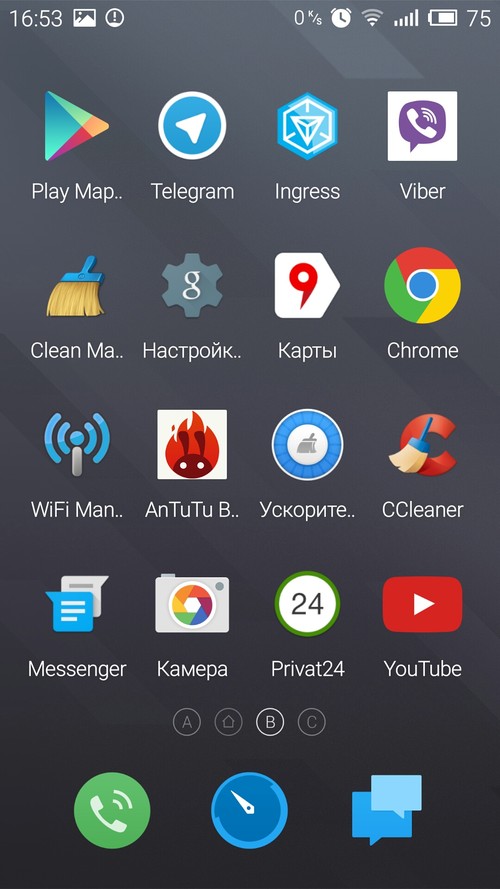 16:53 0 K/s 75
Play Мар.. Telegram Ingress Viber
Clean Ma.. Настройк.. Карты Chrome
WiFi Man.. AnTuTu B.. Ускорите.. CCleaner
24
Messenger Камера Privat24 YouTube
A B C